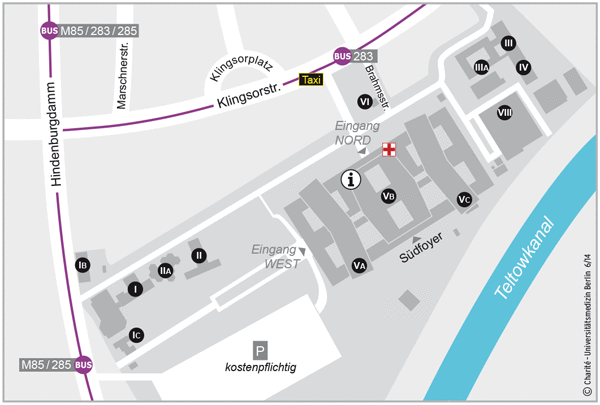 BUS M85 / 283 / 285
Marschnerstr.
Klingsorplatz
BUS 283
Taxi
Klingsorstr.
Brahmsstr.
Hindenburgdamm
III
IIIA
IV
VI
VIII
Eingang
NORD
i
VB
VC
Südfoyer
VA
Eingang
WEST
IB
II
IIA
I
IC
M85 / 285 BUS
P
kostenpflichtig
Teltowkanal
© Charité - Universitätsmedizin Berlin 6/14